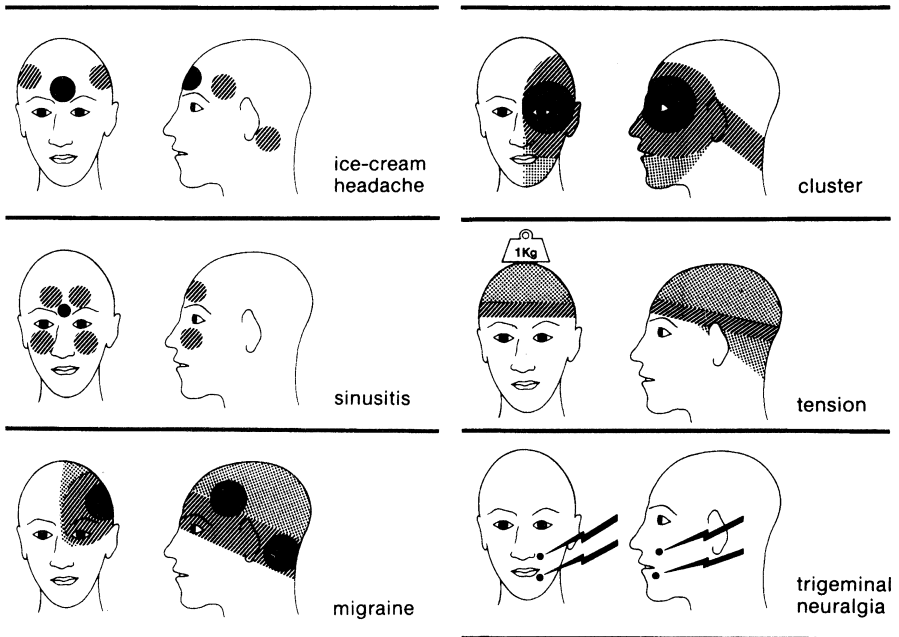 ice-cream
headache
cluster
sinusitis
1Kg
tension
migraine
trigeminal
neuralgia